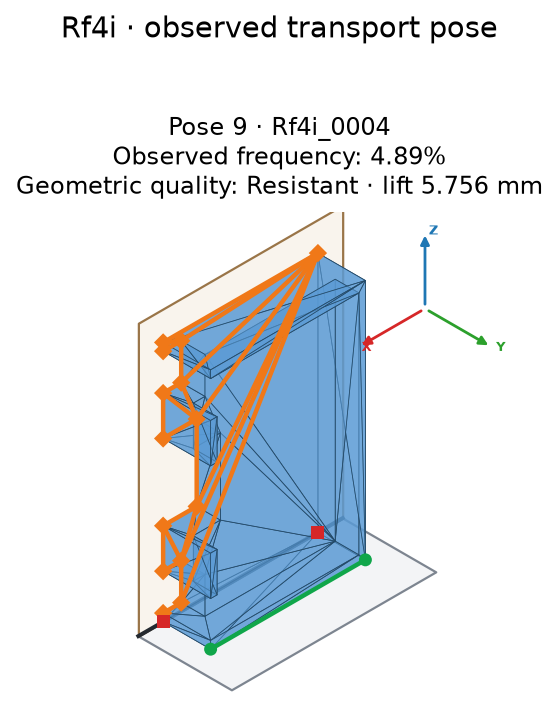 Rf4i · observed transport pose
Pose 9 · Rf4i_0004
Observed frequency: 4.89%
Geometric quality: Resistant · lift 5.756 mm
Z
X
Y